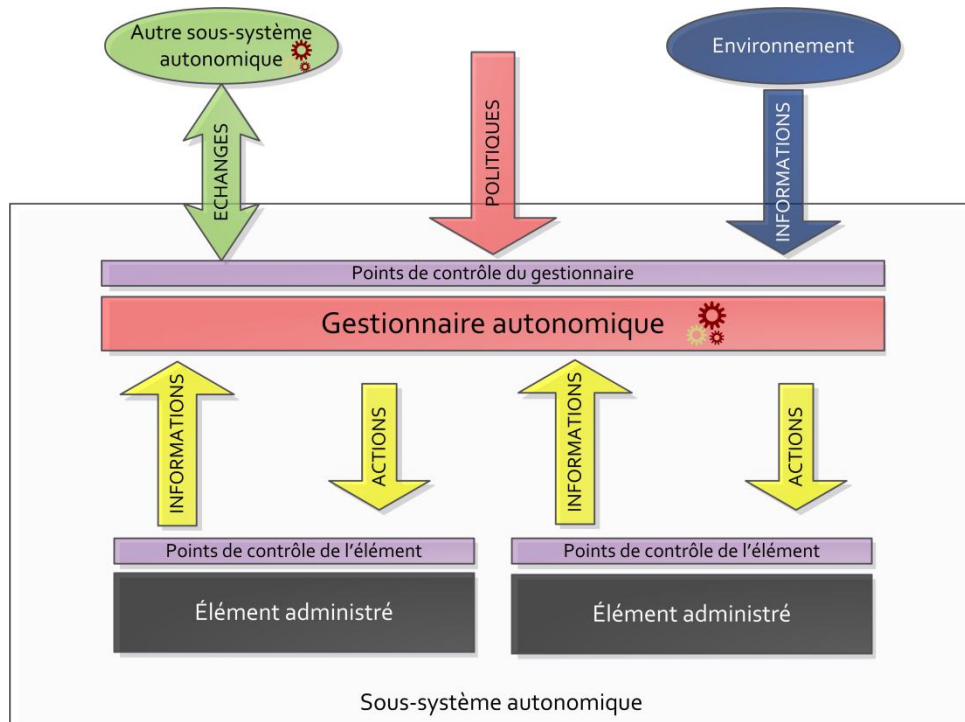 Autre sous-système
autonomique
Environnement
ECHANGES
POLITIQUES
INFORMATIONS
Points de contrôle du gestionnaire
Gestionnaire autonomique
INFORMATIONS
ACTIONS
INFORMATIONS
ACTIONS
Points de contrôle de l'élément
Points de contrôle de l'élément
Élément administré
Élément administré
Sous-système autonomique